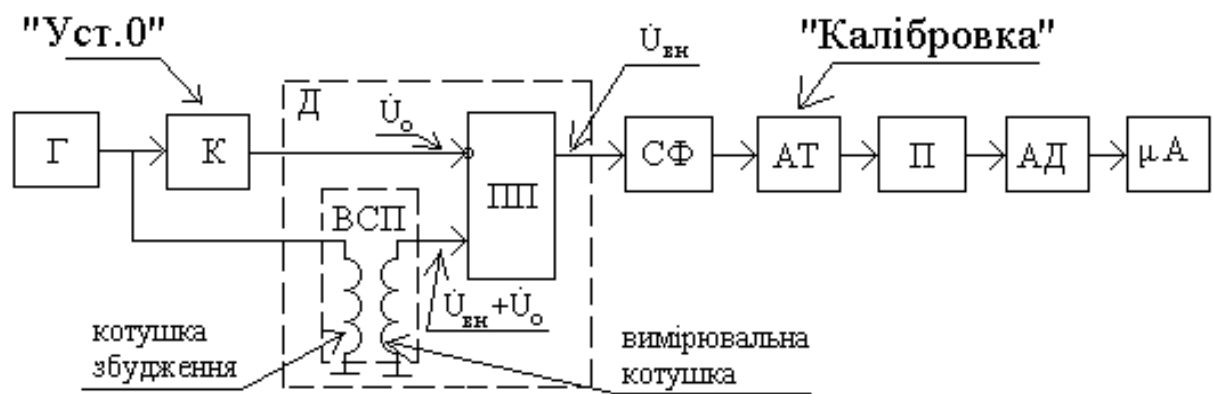 "Уст.0"
U̇вн
"Калібровка"
Д
U̇о
Г
К
ПП
СФ
АТ
П
АД
μА
ВСП
U̇вн+U̇о
котушка
збудження
вимірювальна
котушка